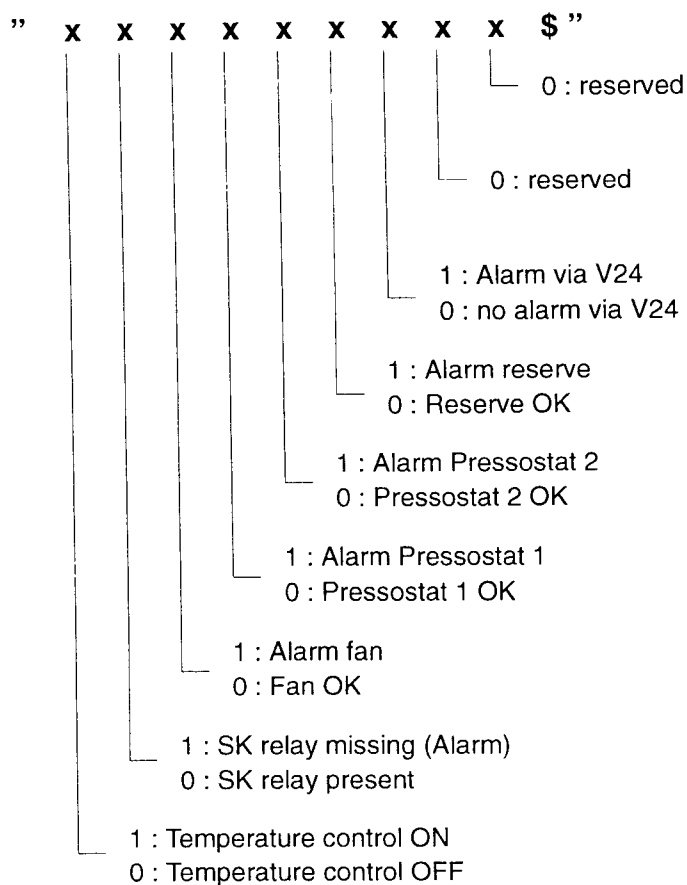 ” x x x x x x x x x $ ”
0 : reserved
0 : reserved
1 : Alarm via V24
0 : no alarm via V24
1 : Alarm reserve
0 : Reserve OK
1 : Alarm Pressostat 2
0 : Pressostat 2 OK
1 : Alarm Pressostat 1
0 : Pressostat 1 OK
1 : Alarm fan
0 : Fan OK
1 : SK relay missing (Alarm)
0 : SK relay present
1 : Temperature control ON
0 : Temperature control OFF